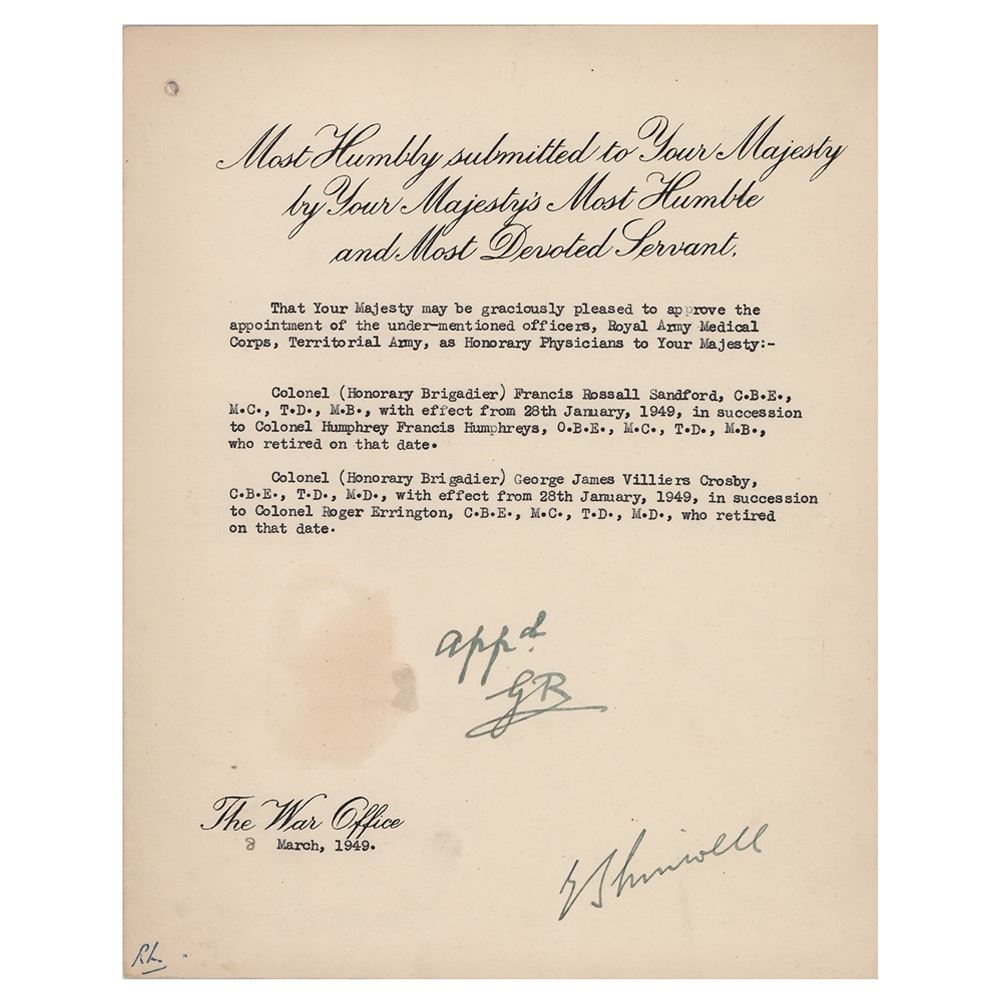 Most Humbly submitted to Your Majesty
by Your Majesty's Most Humble
and Most Devoted Servant,
That Your Majesty may be graciously pleased to approve the
appointment of the under-mentioned officers, Royal Army Medical
Corps, Territorial Army, as Honorary Physicians to Your Majesty:-
Colonel (Honorary Brigadier) Francis Rossall Sandford, C.B.E.,
M.C., T.D., M.B., with effect from 28th January, 1949, in succession
to Colonel Humphrey Francis Humphreys, O.B.E., M.C., T.D., M.B.,
who retired on that date.
Colonel (Honorary Brigadier) George James Villiers Crosby,
C.B.E., T.D., M.D., with effect from 28th January, 1949, in succession
to Colonel Roger Errington, C.B.E., M.C., T.D., M.D., who retired
on that date.
Appd.
GR
The War Office
March, 1949.
EShinwell